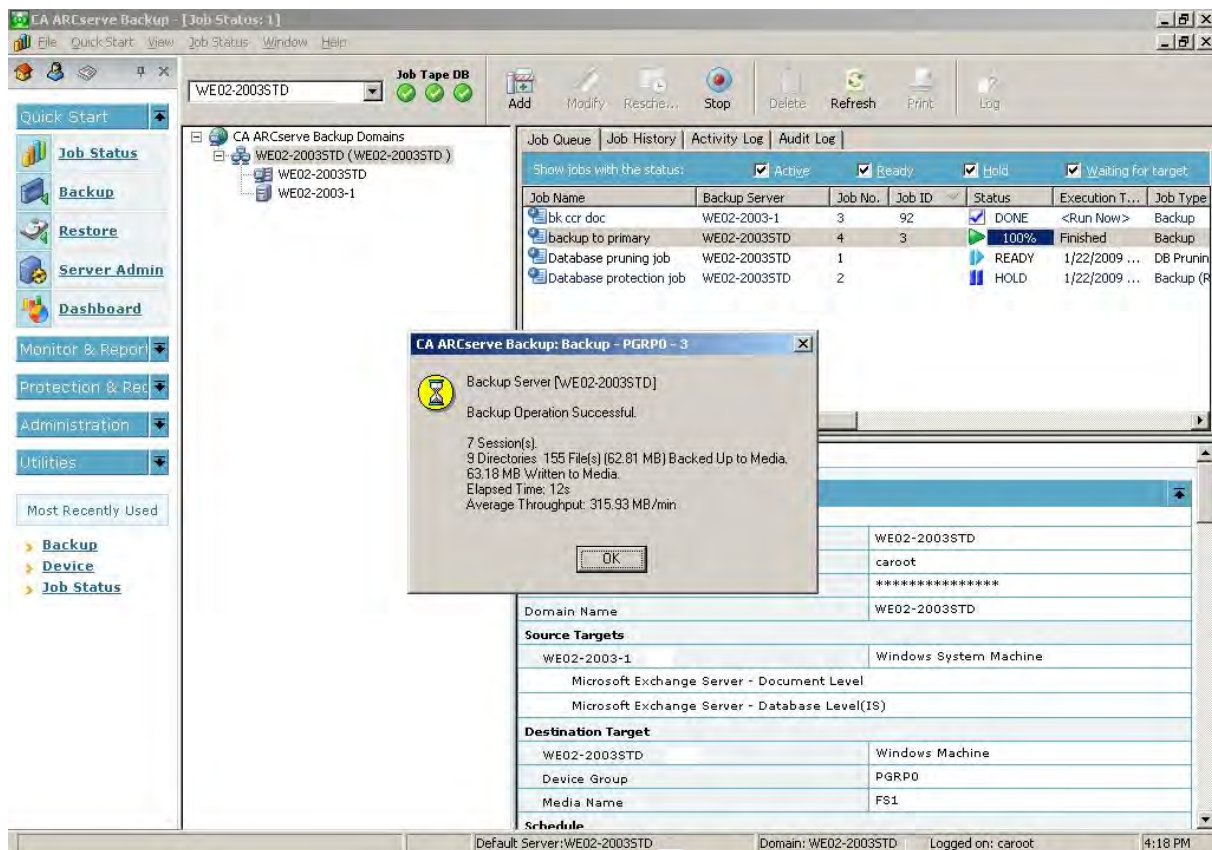 CA ARCserve Backup - [Job Status: 1]
File Quick Start View Job Status Window Help
WE02-2003STD
Job Tape DB
Add Modify Resche... Stop Delete Refresh Print Log
Quick Start
Job Status
Backup
Restore
Server Admin
Dashboard
Monitor & Report
Protection & Rec
Administration
Utilities
Most Recently Used
Backup
Device
Job Status
CA ARCserve Backup Domains
WE02-2003STD (WE02-2003STD )
WE02-2003STD
WE02-2003-1
Job Queue Job History Activity Log Audit Log
Show jobs with the status: Active Ready Hold Waiting for target
Job Name Backup Server Job No. Job ID Status Execution T... Job Type
bk ccr doc WE02-2003-1 3 92 DONE <Run Now> Backup
backup to primary WE02-2003STD 4 3 100% Finished Backup
Database pruning job WE02-2003STD 1 READY 1/22/2009 ... DB Prunin
Database protection job WE02-2003STD 2 HOLD 1/22/2009 ... Backup (R
CA ARCserve Backup: Backup - PGRP0 - 3
Backup Server [WE02-2003STD]
Backup Operation Successful.
7 Session(s).
9 Directories 155 File(s) (62.81 MB) Backed Up to Media.
63.18 MB Written to Media.
Elapsed Time: 12s
Average Throughput: 315.93 MB/min
OK
WE02-2003STD
caroot
***************
Domain Name WE02-2003STD
Source Targets
WE02-2003-1 Windows System Machine
Microsoft Exchange Server - Document Level
Microsoft Exchange Server - Database Level(IS)
Destination Target
WE02-2003STD Windows Machine
Device Group PGRP0
Media Name FS1
Schedule
Default Server:WE02-2003STD Domain: WE02-2003STD Logged on: caroot 4:18 PM